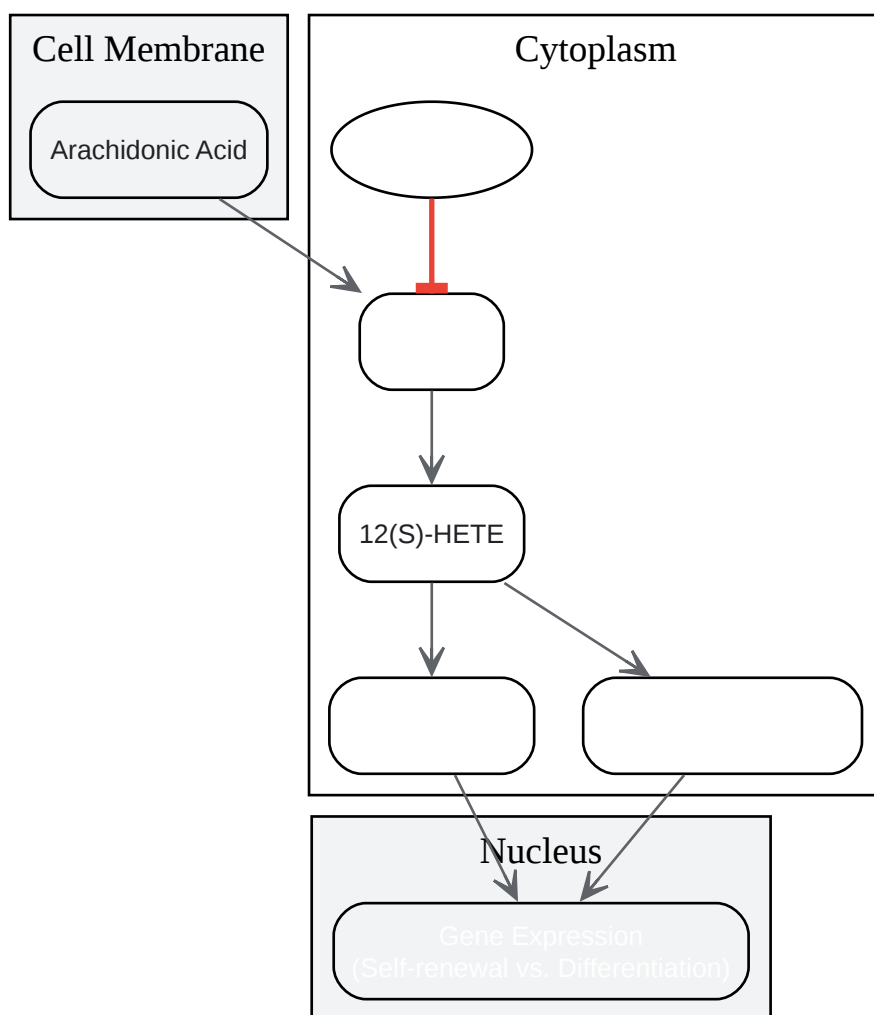 Cell Membrane
Cytoplasm
Arachidonic Acid
12(S)-HETE
Nucleus
Gene Expression
(Self-renewal vs. Differentiation)